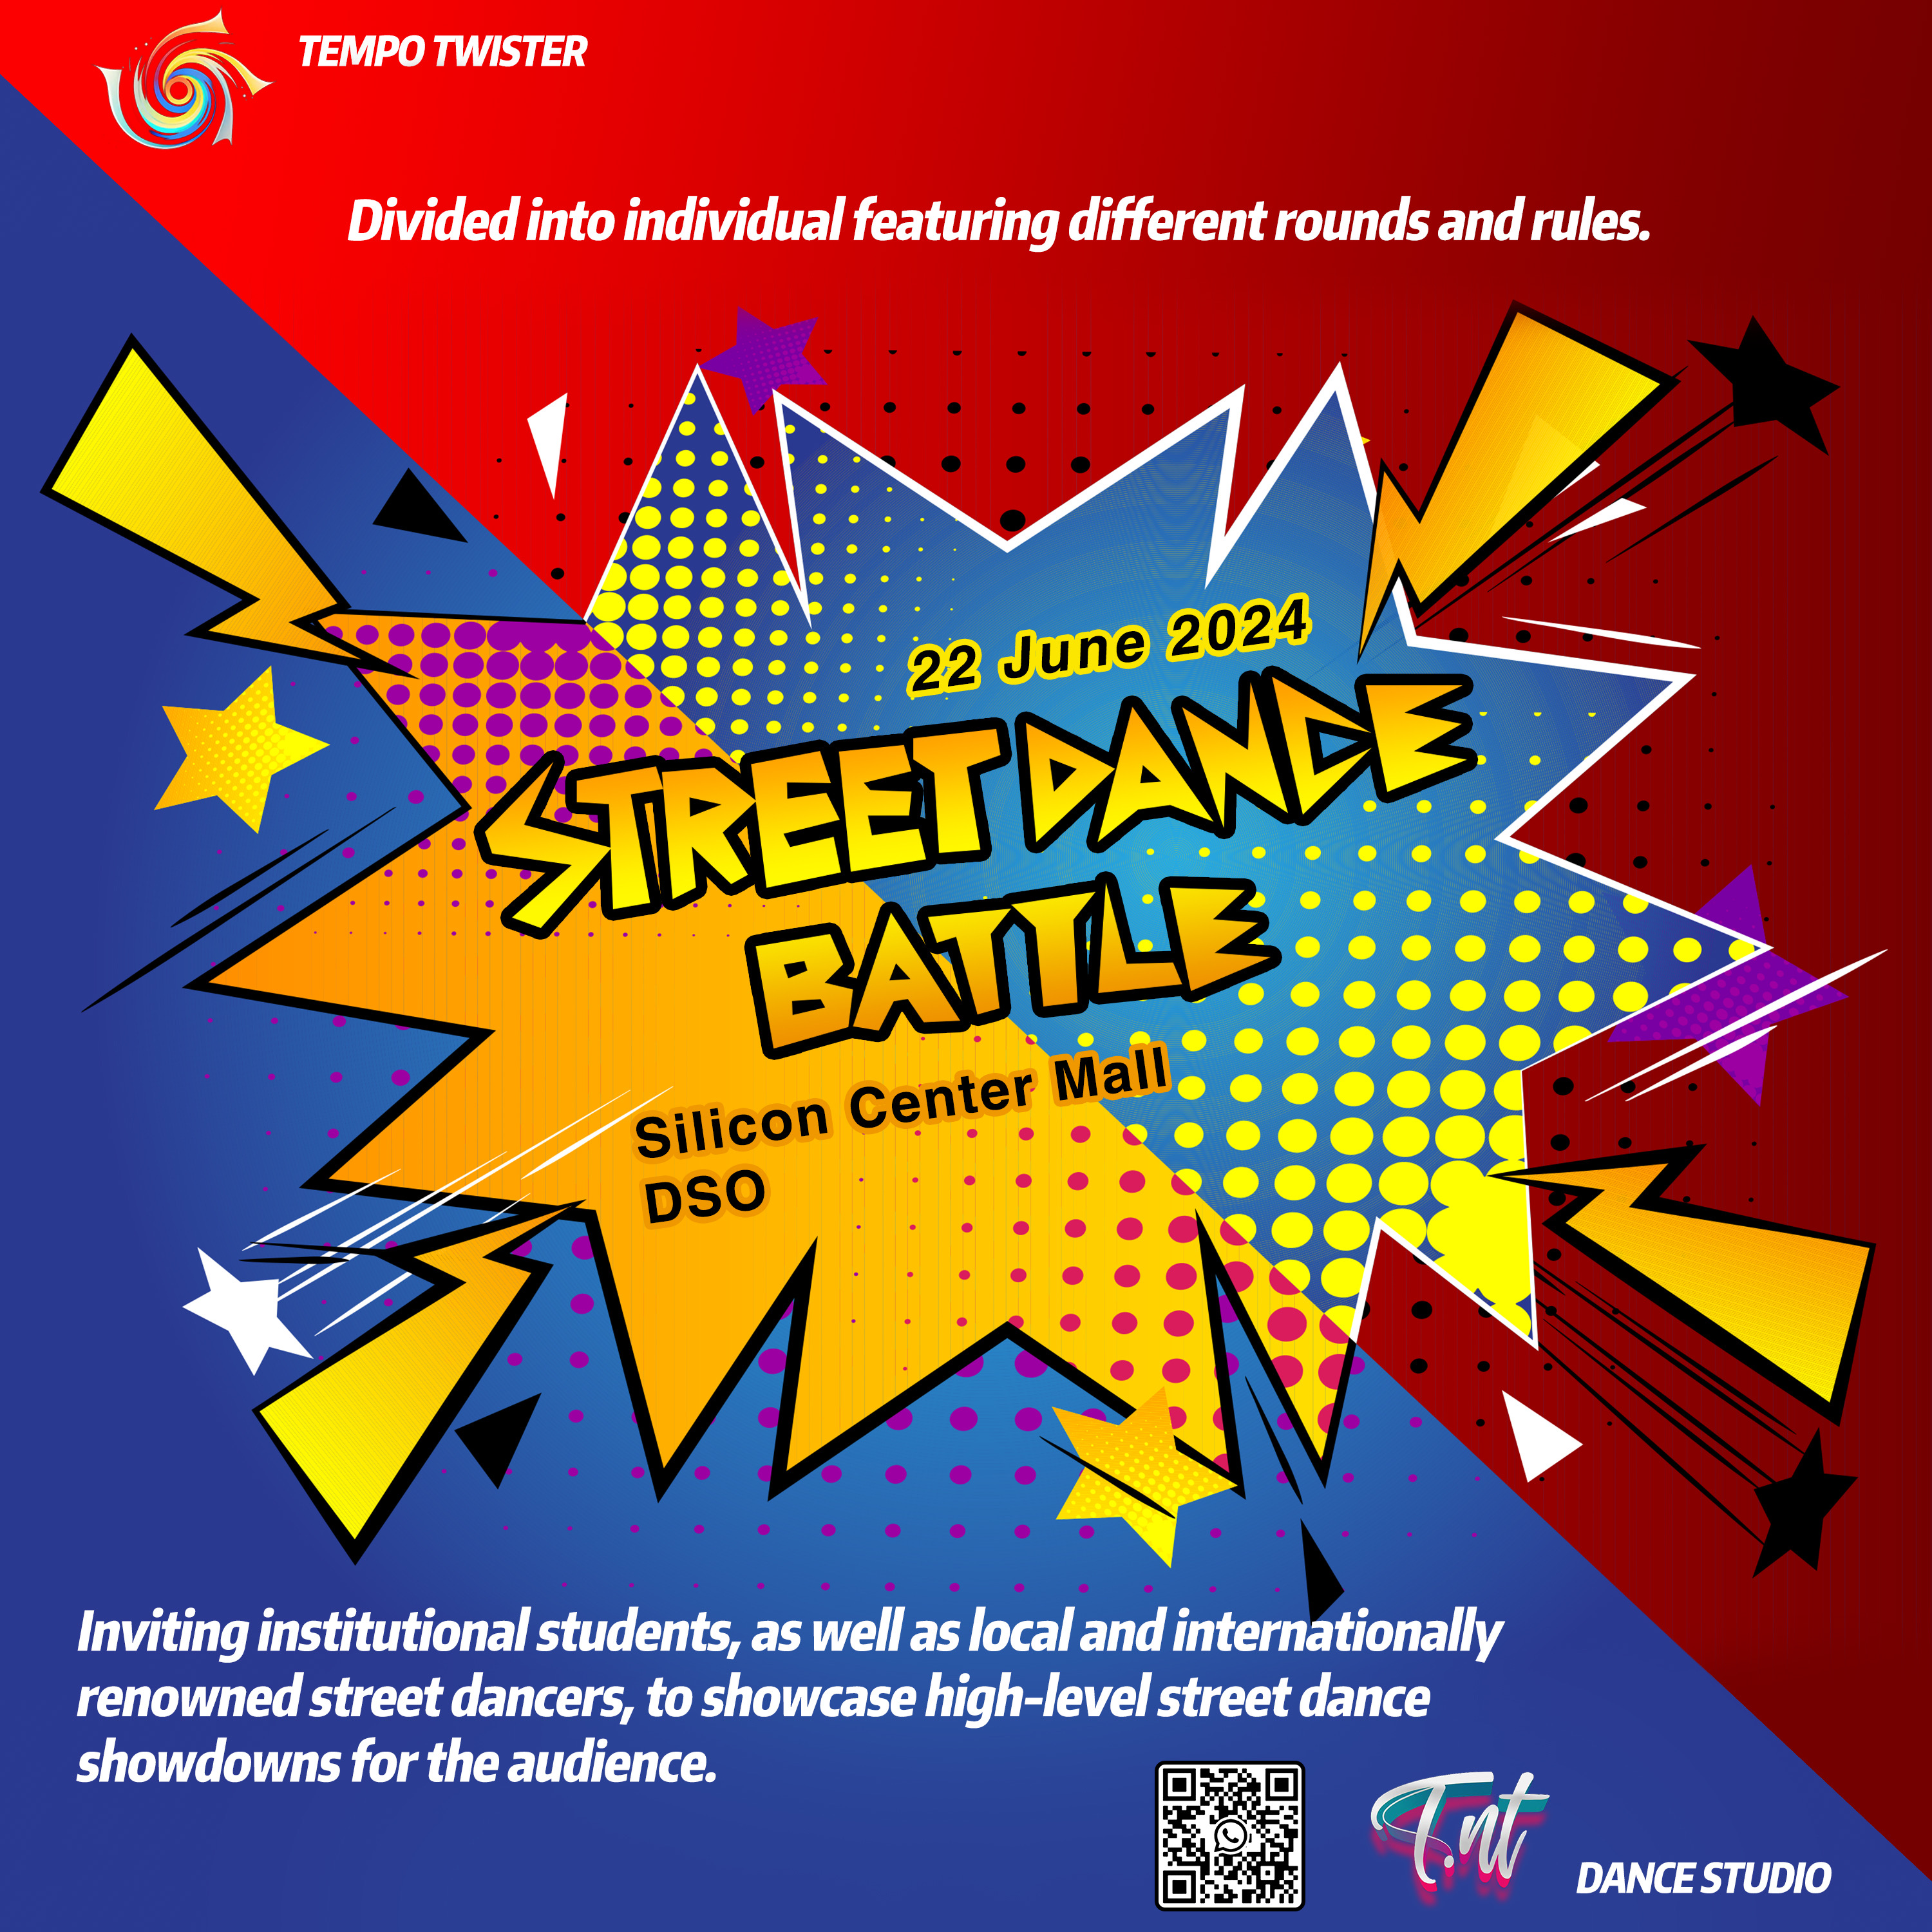 TEMPO TWISTER
Divided into individual featuring different rounds and rules.
22 June 2024
STREET DANCE
BATTLE
Silicon Center Mall
DSO
Inviting institutional students, as well as local and internationally
renowned street dancers, to showcase high-level street dance
showdowns for the audience.
T.nt
DANCE STUDIO